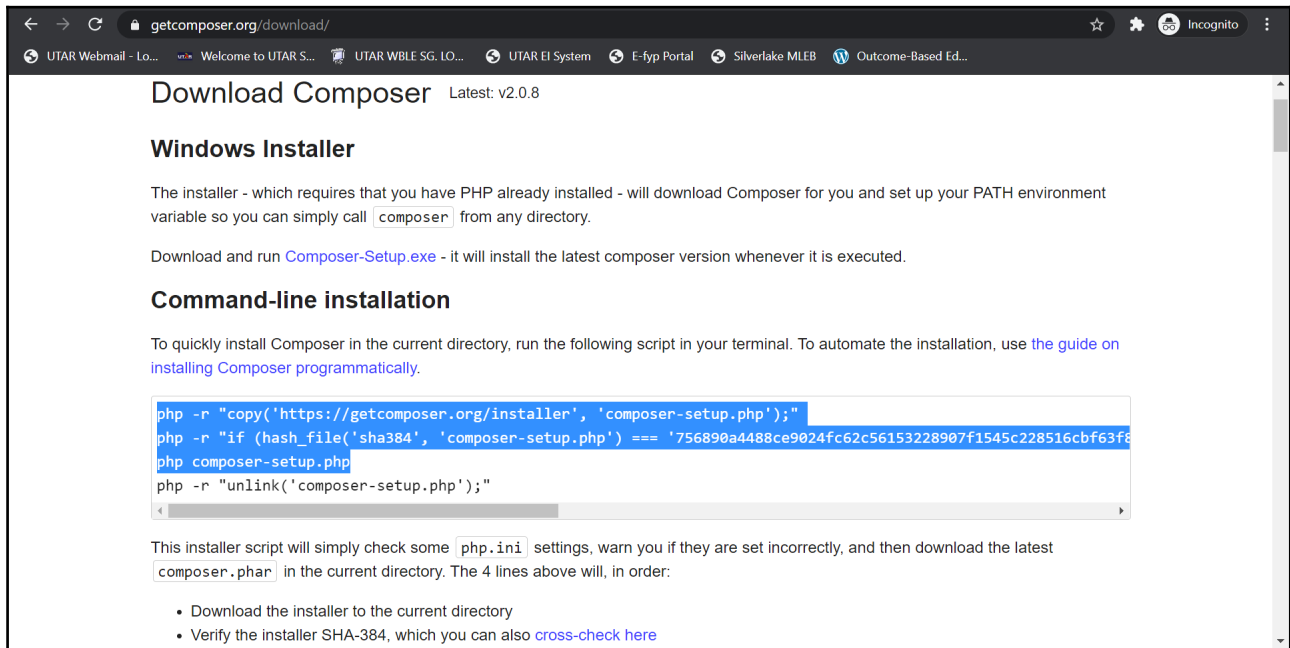 getcomposer.org/download/
Incognito
UTAR Webmail - Lo... Welcome to UTAR S... UTAR WBLE SG. LO... UTAR EI System E-fyp Portal Silverlake MLEB Outcome-Based Ed...
Download Composer Latest: v2.0.8
Windows Installer
The installer - which requires that you have PHP already installed - will download Composer for you and set up your PATH environment
variable so you can simply call composer from any directory.
Download and run Composer-Setup.exe - it will install the latest composer version whenever it is executed.
Command-line installation
To quickly install Composer in the current directory, run the following script in your terminal. To automate the installation, use the guide on
installing Composer programmatically.
php -r "copy('https://getcomposer.org/installer', 'composer-setup.php');"
php -r "if (hash_file('sha384', 'composer-setup.php') === '756890a4488ce9024fc62c56153228907f1545c228516cbf63f8
php composer-setup.php
php -r "unlink('composer-setup.php');"
This installer script will simply check some php.ini settings, warn you if they are set incorrectly, and then download the latest
composer.phar in the current directory. The 4 lines above will, in order:
• Download the installer to the current directory
• Verify the installer SHA-384, which you can also cross-check here